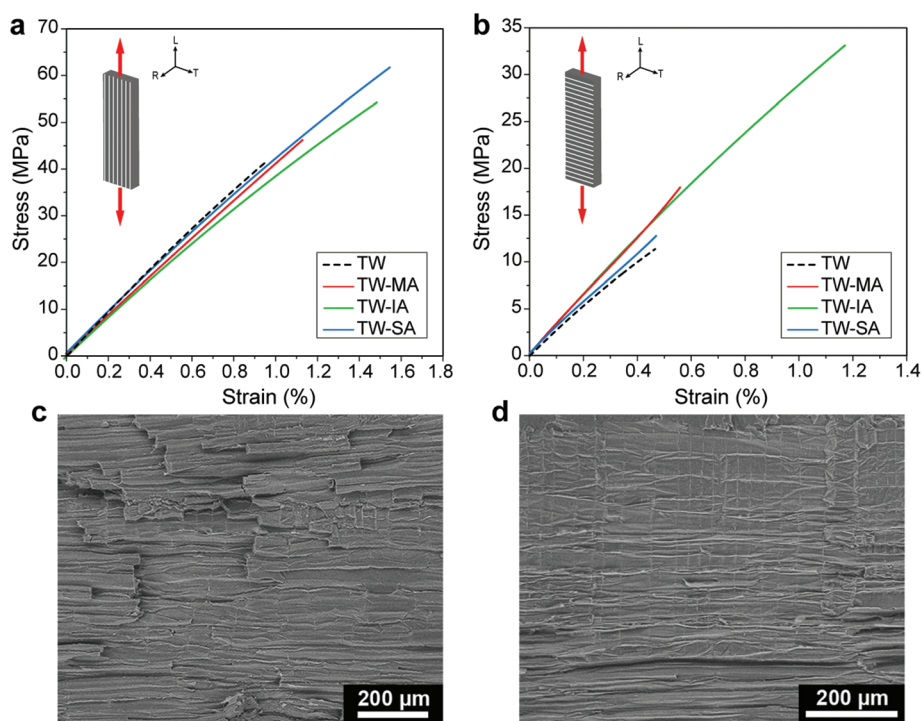 a
70
60
50
40
30
20
10
0
Stress (MPa)
L
R
T
TW
TW-MA
TW-IA
TW-SA
0.0 0.2 0.4 0.6 0.8 1.0 1.2 1.4 1.6 1.8
Strain (%)
b
35
30
25
20
15
10
5
0
Stress (MPa)
L
R
T
TW
TW-MA
TW-IA
TW-SA
0.0 0.2 0.4 0.6 0.8 1.0 1.2 1.4
Strain (%)
c
200 μm
d
200 μm